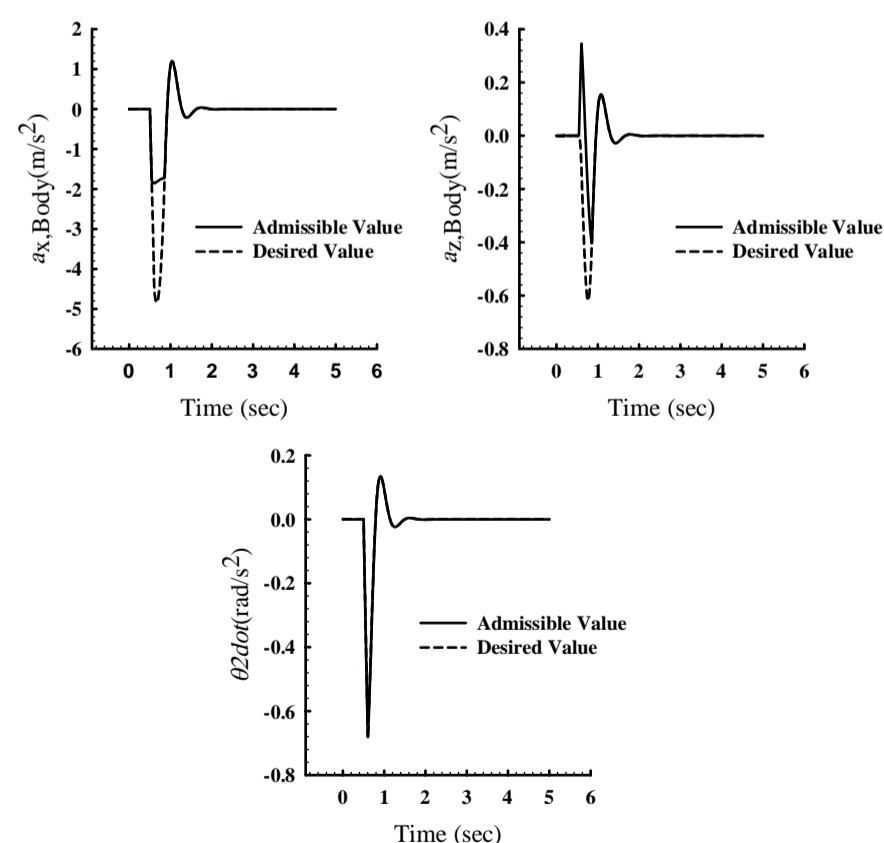 2
1
0
-1
-2
-3
-4
-5
-6
ax,Body(m/s2)
Admissible Value
Desired Value
0 1 2 3 4 5 6
Time (sec)
0.4
0.2
0.0
-0.2
-0.4
-0.6
-0.8
az,Body(m/s2)
Admissible Value
Desired Value
0 1 2 3 4 5 6
Time (sec)
0.2
0.0
-0.2
-0.4
-0.6
-0.8
θ2dot(rad/s2)
Admissible Value
Desired Value
0 1 2 3 4 5 6
Time (sec)